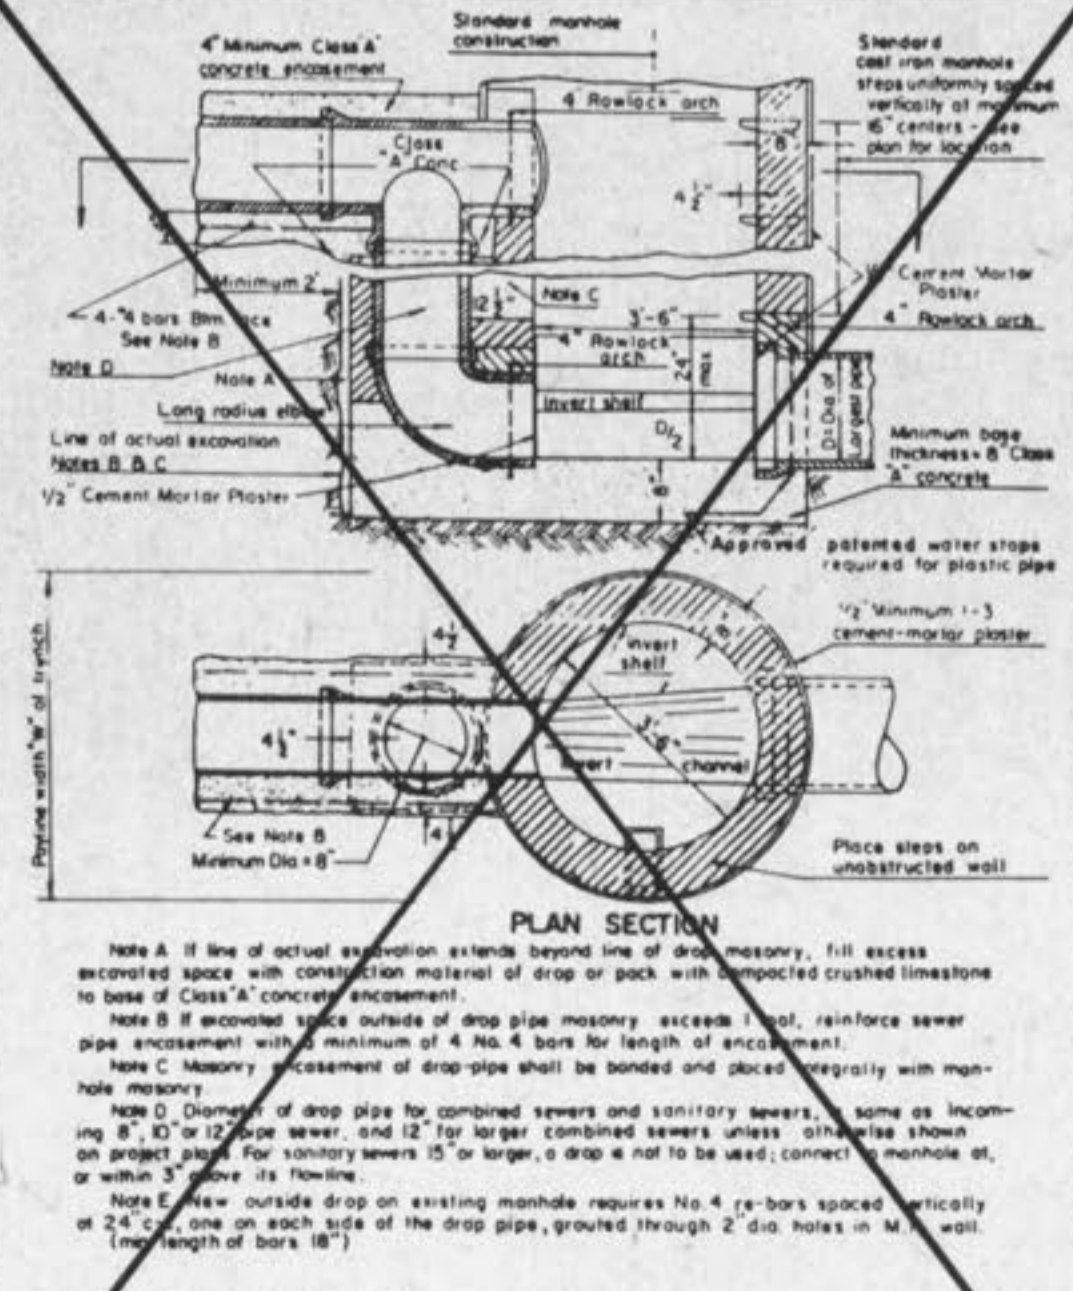 Standard manhole
construction
4" Minimum Class "A"
concrete encasement
Standard
cast iron manhole
steps uniformly spaced
vertically at maximum
16" centers - see
plan for location
4" Rowlock arch
Class
"A" Conc
8"
4 1/2"
Minimum 2'
12 1/2"
Note C
3'-6"
Cement Mortar
Plaster
4-#4 bars Btm face
See Note B
4" Rowlock arch
4" Rowlock
arch
24"
max.
Note D
Note A
Long radius elbow
Invert shelf
D/2
D=Dia. of
Largest pipe
Line of actual excavation
Notes B & C
Minimum base
thickness = 8" Class
"A" concrete
1/2" Cement Mortar Plaster
8"
Approved patented water stops
required for plastic pipe
1/2" Minimum 1-3
cement-mortar plaster
Payline width "W" of trench
4 1/2"
8"
invert
shelf
4 1/2"
3'-6"
invert channel
See Note B
4
Minimum Dia = 8"
Place steps on
unobstructed wall
PLAN SECTION
Note A If line of actual excavation extends beyond line of drop masonry, fill excess
excavated space with construction material of drop or pack with compacted crushed limestone
to base of Class "A" concrete encasement.
Note B If excavated space outside of drop pipe masonry exceeds 1 foot, reinforce sewer
pipe encasement with a minimum of 4 No. 4 bars for length of encasement.
Note C Masonry encasement of drop-pipe shall be bonded and placed integrally with man-
hole masonry
Note D Diameter of drop pipe for combined sewers and sanitary sewers, is same as incom-
ing 8", 10" or 12" pipe sewer, and 12" for larger combined sewers unless otherwise shown
on project plans. For sanitary sewers 15" or larger, a drop is not to be used; connect to manhole at,
or within 3" above its flowline.
Note E New outside drop on existing manhole requires No. 4 re-bars spaced vertically
at 24" c-c, one on each side of the drop pipe, grouted through 2" dia. holes in M.H. wall.
(min length of bars 18")